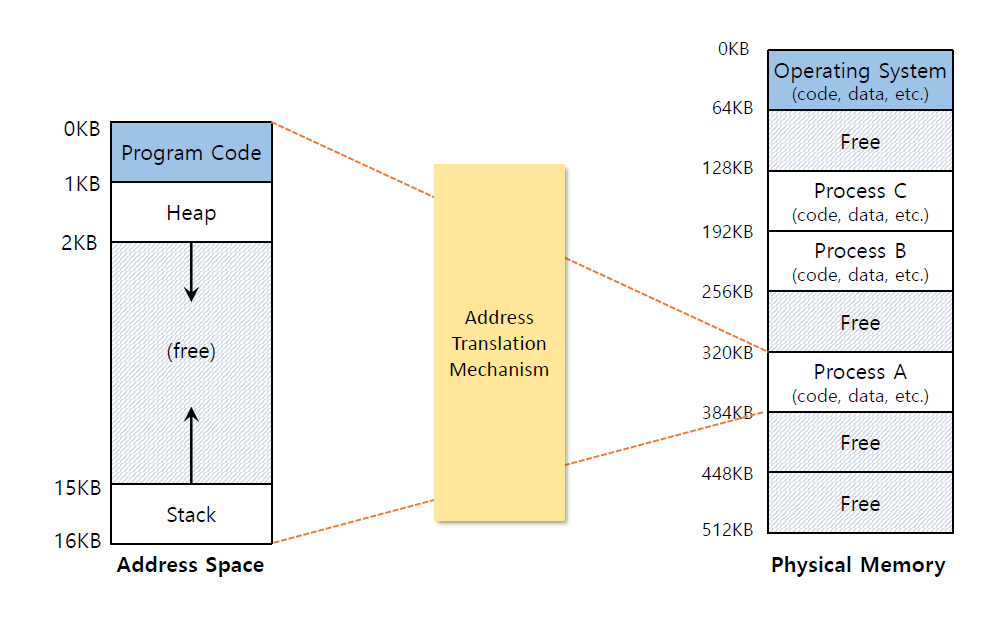 0KB
Program Code
1KB
Heap
2KB
(free)
15KB
Stack
16KB
Address Space
Address
Translation
Mechanism
0KB
Operating System
(code, data, etc.)
64KB
Free
128KB
Process C
(code, data, etc.)
192KB
Process B
(code, data, etc.)
256KB
Free
320KB
Process A
(code, data, etc.)
384KB
Free
448KB
Free
512KB
Physical Memory